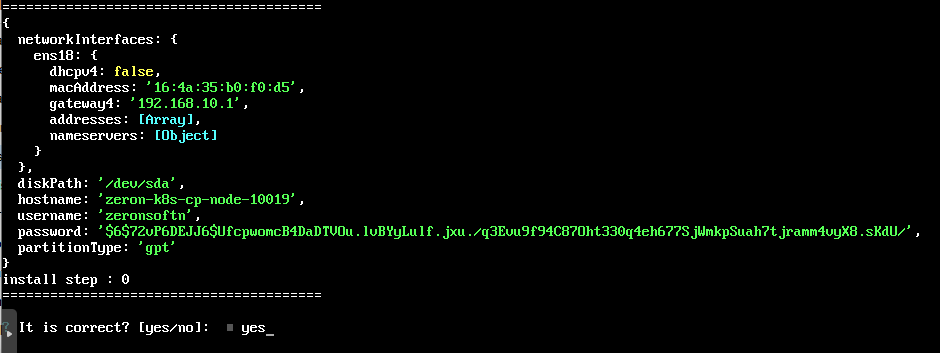 ========================================
{
  networkInterfaces: {
    ens18: {
      dhcpv4: false,
      macAddress: '16:4a:35:b0:f0:d5',
      gateway4: '192.168.10.1',
      addresses: [Array],
      nameservers: [Object]
    }
  },
  diskPath: '/dev/sda',
  hostname: 'zeron-k8s-cp-node-10019',
  username: 'zeronsoftn',
  password: '$6$72vP6DEJJ6$UfcpwomcB4DaDTVOu.lvBYyLulf.jxu./q3Evu9f94C87Oht330q4eh677SjWmkpSuah7tjramm4vyX8.sKdU/',
  partitionType: 'gpt'
}
install step : 0
========================================
? It is correct? [yes/no]: yes_